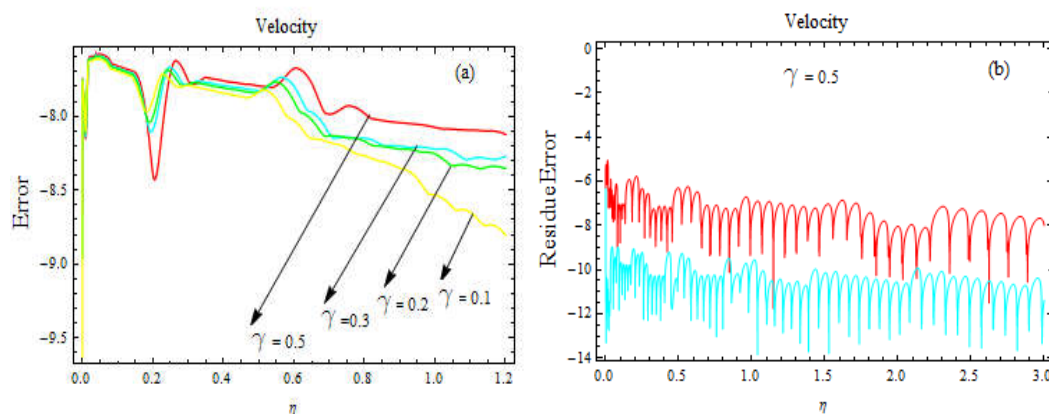 Velocity
(a)
Error
-8.0
-8.5
-9.0
-9.5
γ = 0.5
γ =0.3
γ = 0.2
γ = 0.1
0.0 0.2 0.4 0.6 0.8 1.0 1.2
η
Velocity
(b)
γ = 0.5
Residue Error
0
-2
-4
-6
-8
-10
-12
-14
0.0 0.5 1.0 1.5 2.0 2.5 3.0
η